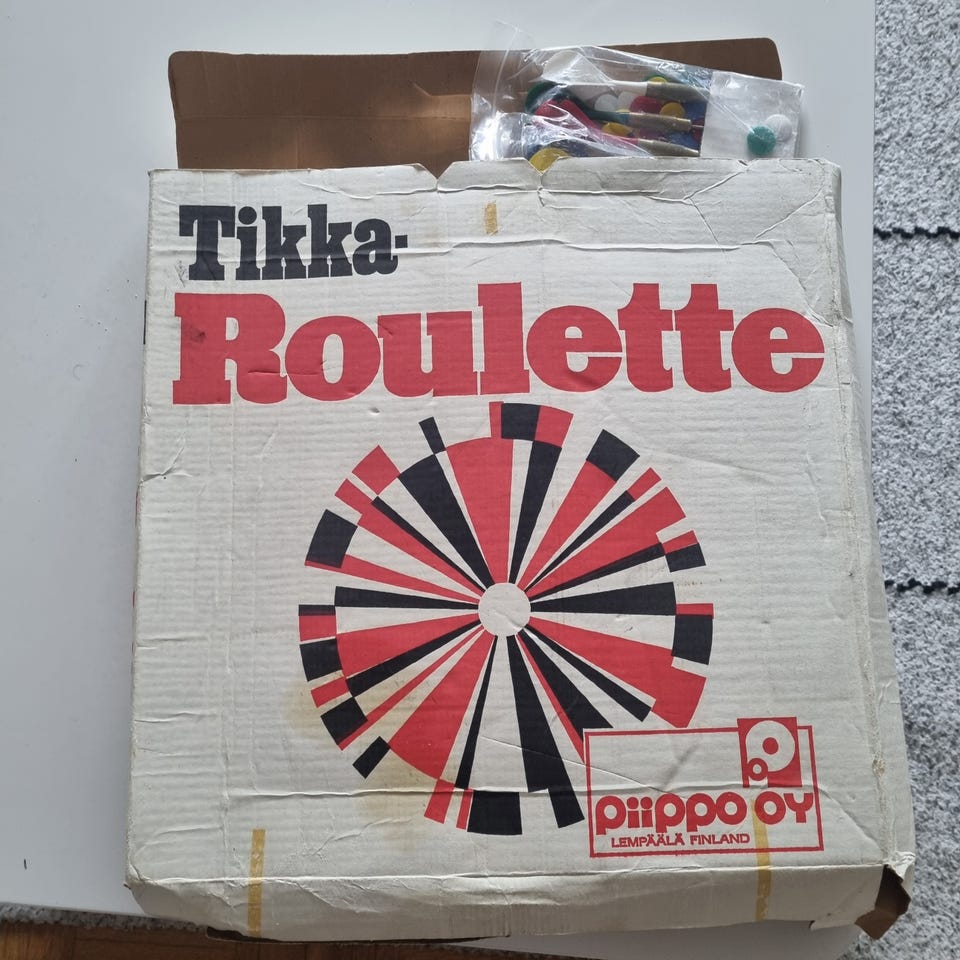 Tikka-
Roulette
piippo oy
LEMPÄÄLÄ FINLAND